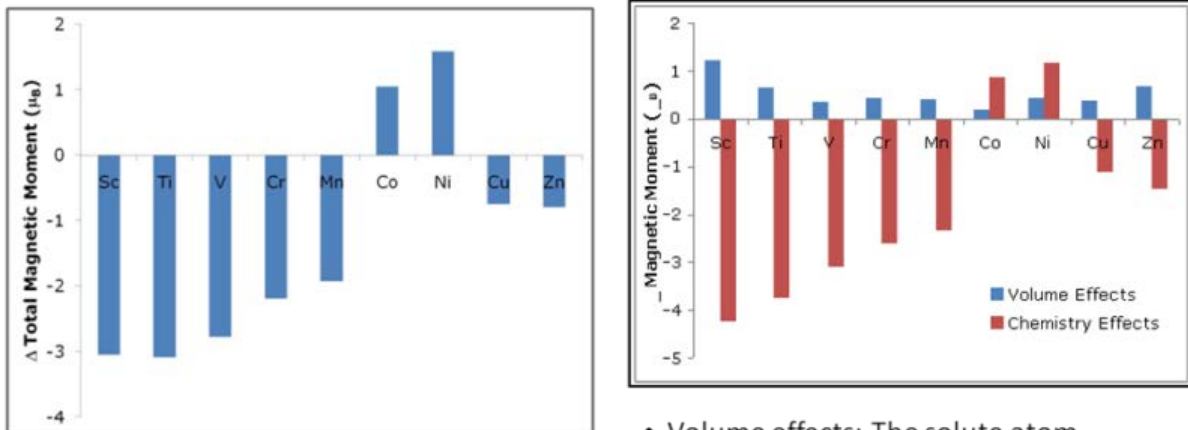 2
1
0
-1
-2
-3
-4
Δ Total Magnetic Moment (μB)
Sc Ti V Cr Mn Co Ni Cu Zn
2
1
0
-1
-2
-3
-4
-5
_ Magnetic Moment (_B)
Sc Ti V Cr Mn Co Ni Cu Zn
Volume Effects
Chemistry Effects
• Volume effects: The solute atom